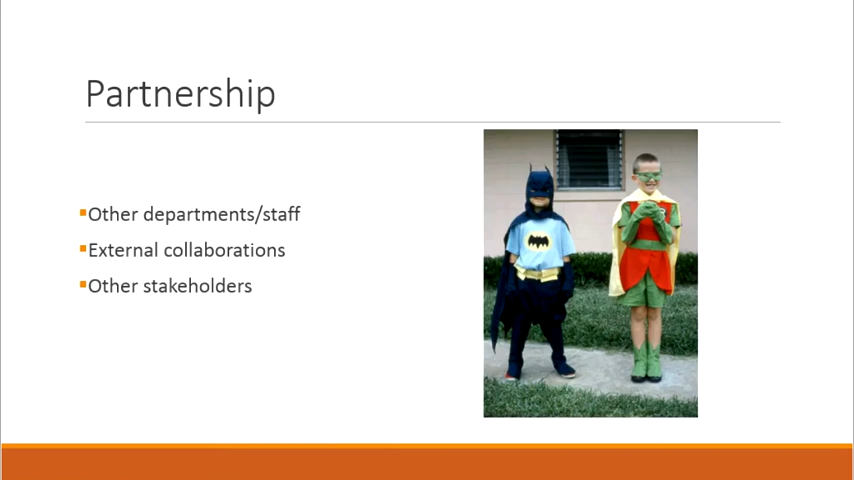 Partnership
Other departments/staff
External collaborations
Other stakeholders